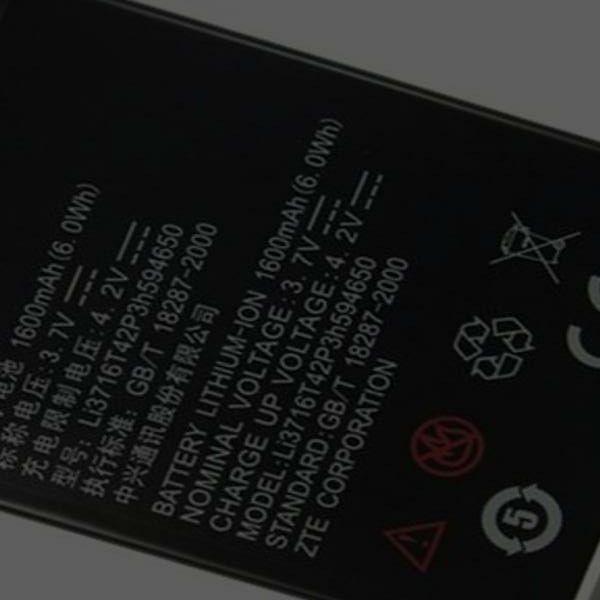 电池 1600mAh(6.0Wh)
标称电压:3.7V
充电限制电压:4.2V
型号: Li3716T42P3h594650
执行标准: GB/T 18287-2000
中兴通讯股份有限公司
BATTERY LITHIUM-ION 1600mAh(6.0Wh)
NOMINAL VOLTAGE:3.7V
CHARGE UP VOLTAGE:4.2V
MODEL:Li3716T42P3h594650
STANDARD:GB/T 18287-2000
ZTE CORPORATION
5